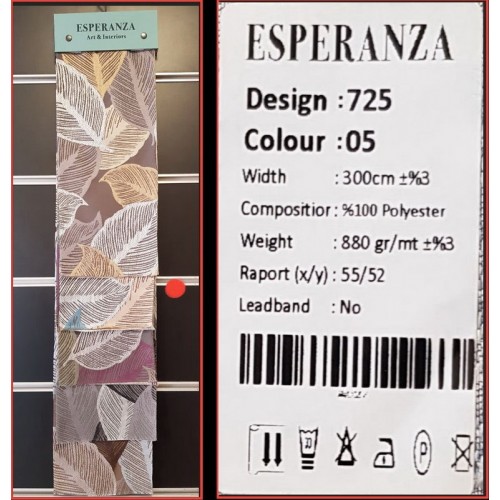 ESPERANZA
Art & Interiors
ESPERANZA
Design :725
Colour :05
Width : 300cm ±%3
Compositior : %100 Polyester
Weight : 880 gr/mt ±%3
Raport (x/y) : 55/52
Leadband : No
P